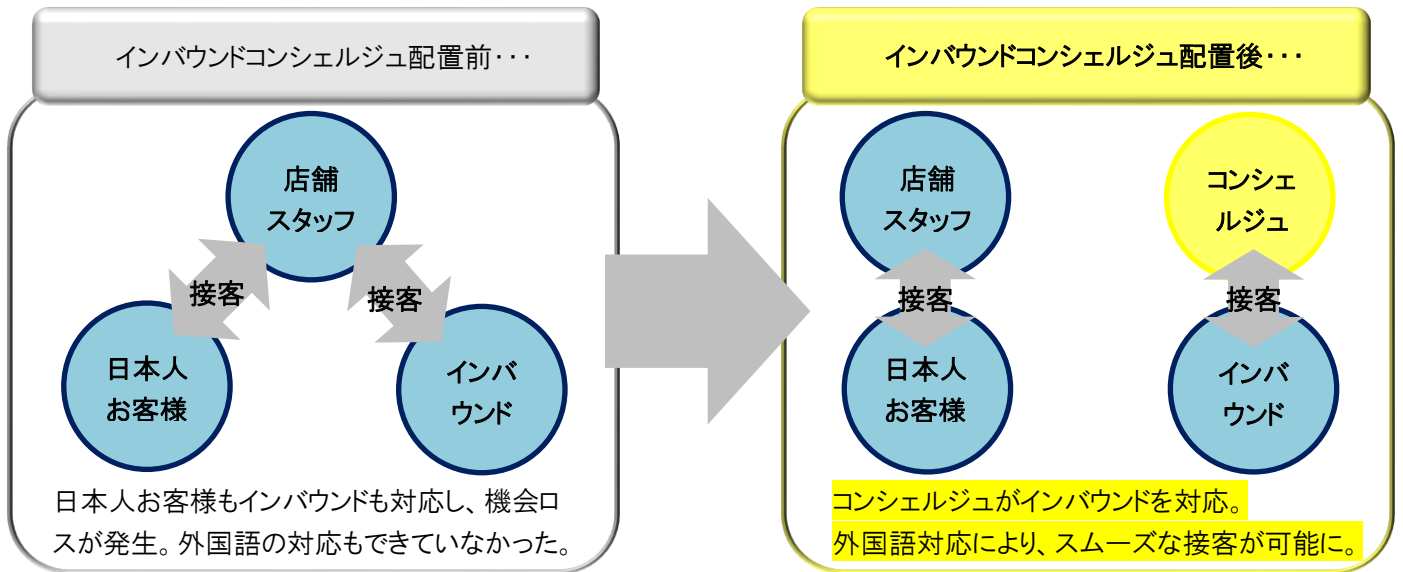 インバウンドコンシェルジュ配置前･･･
店舗
スタッフ
接客
接客
日本人
お客様
インバ
ウンド
日本人お客様もインバウンドも対応し、機会ロ
スが発生。外国語の対応もできていなかった。
インバウンドコンシェルジュ配置後･･･
店舗
スタッフ
コンシェ
ルジュ
接客
接客
日本人
お客様
インバ
ウンド
コンシェルジュがインバウンドを対応。
外国語対応により、スムーズな接客が可能に。